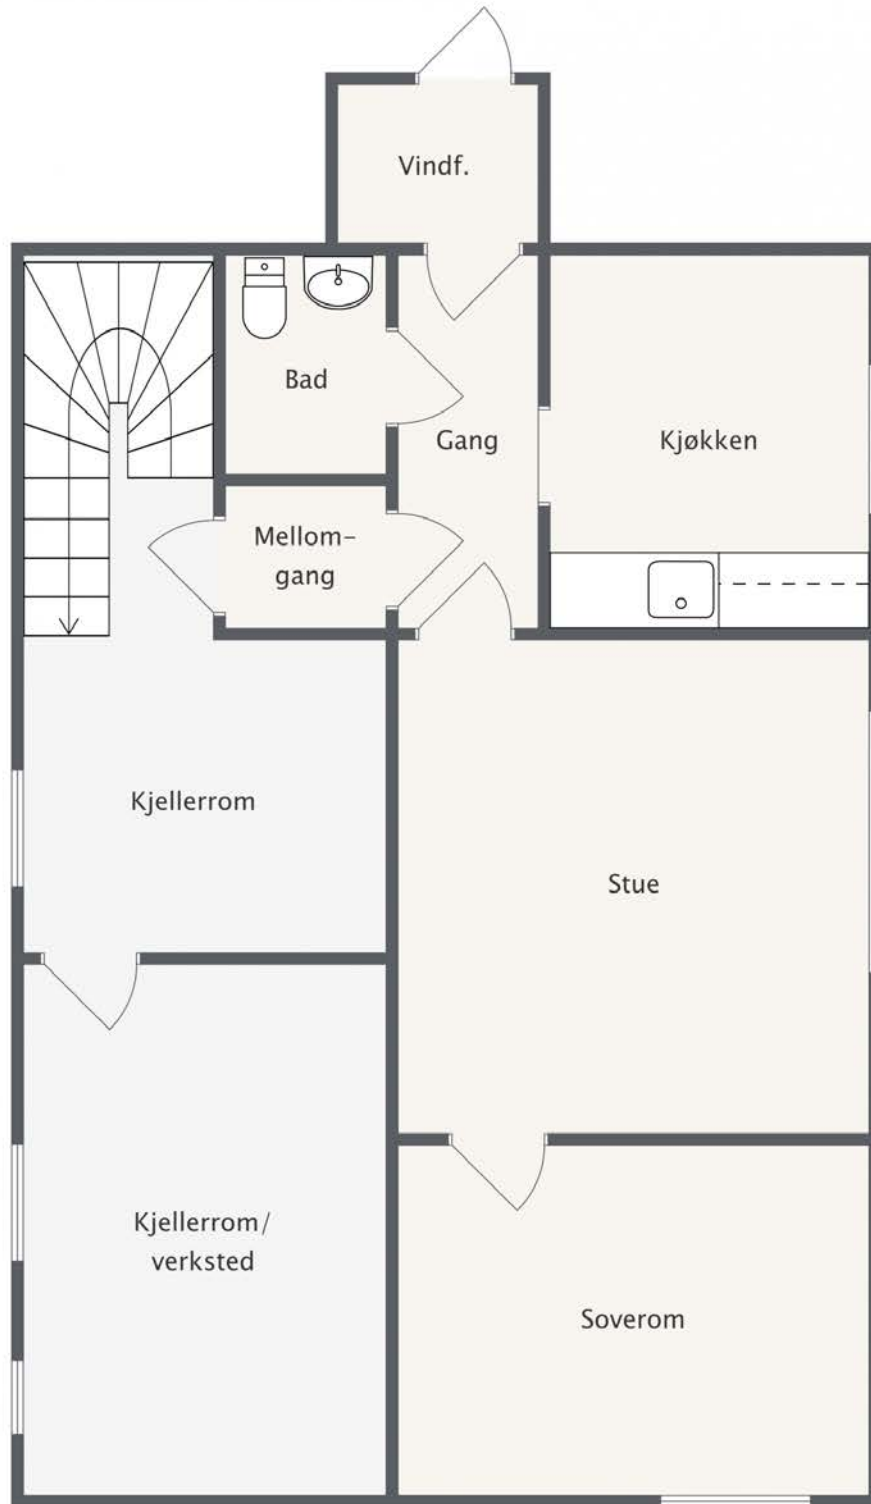 Vindf.
Bad
Gang
Kjøkken
Mellom-
gang
Kjellerrom
Stue
Kjellerrom/
verksted
Soverom